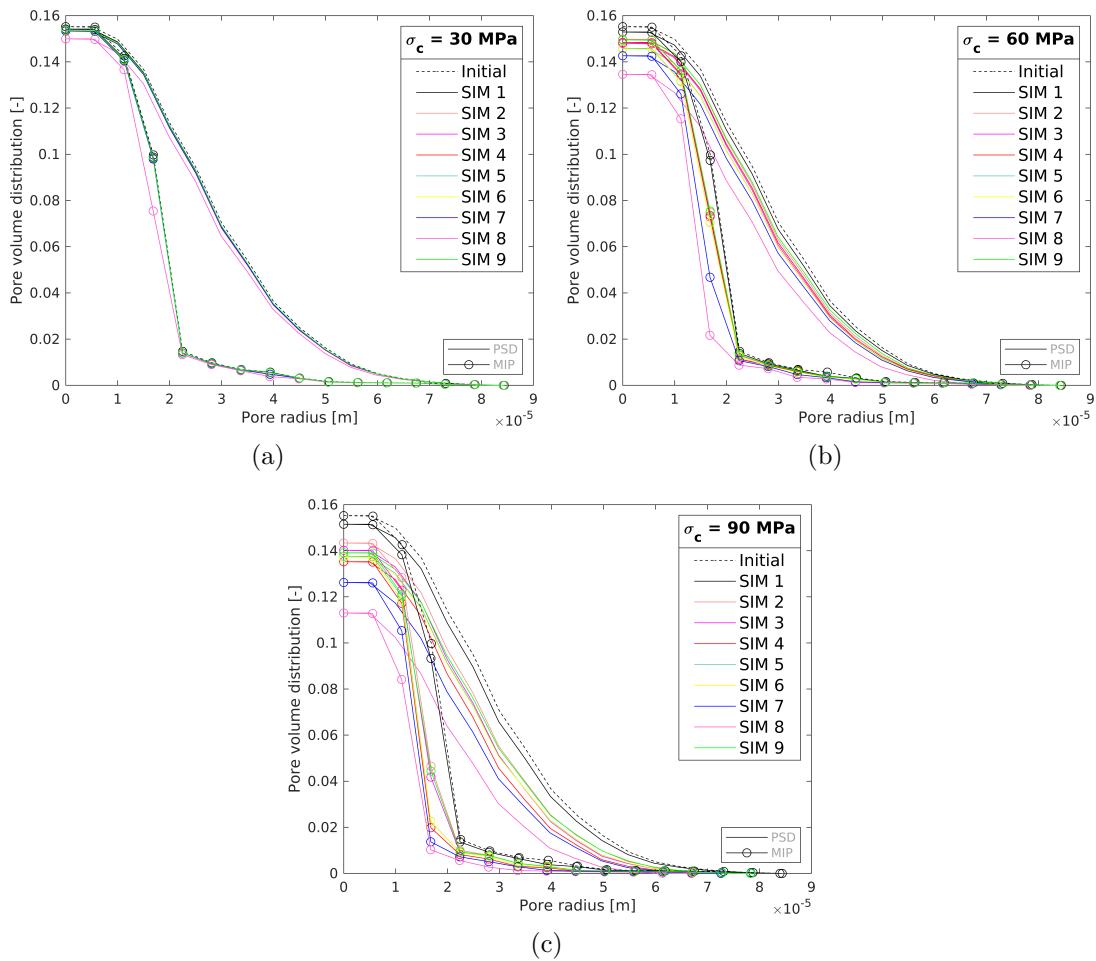 0.16
0.14
0.12
0.1
0.08
0.06
0.04
0.02
0
Pore volume distribution [-]
σc = 30 MPa
Initial
SIM 1
SIM 2
SIM 3
SIM 4
SIM 5
SIM 6
SIM 7
SIM 8
SIM 9
PSD
MIP
0 1 2 3 4 5 6 7 8 9
Pore radius [m]
×10-5
(a)
0.16
0.14
0.12
0.1
0.08
0.06
0.04
0.02
0
Pore volume distribution [-]
σc = 60 MPa
Initial
SIM 1
SIM 2
SIM 3
SIM 4
SIM 5
SIM 6
SIM 7
SIM 8
SIM 9
PSD
MIP
0 1 2 3 4 5 6 7 8 9
Pore radius [m]
×10-5
(b)
0.16
0.14
0.12
0.1
0.08
0.06
0.04
0.02
0
Pore volume distribution [-]
σc = 90 MPa
Initial
SIM 1
SIM 2
SIM 3
SIM 4
SIM 5
SIM 6
SIM 7
SIM 8
SIM 9
PSD
MIP
0 1 2 3 4 5 6 7 8 9
Pore radius [m]
×10-5
(c)